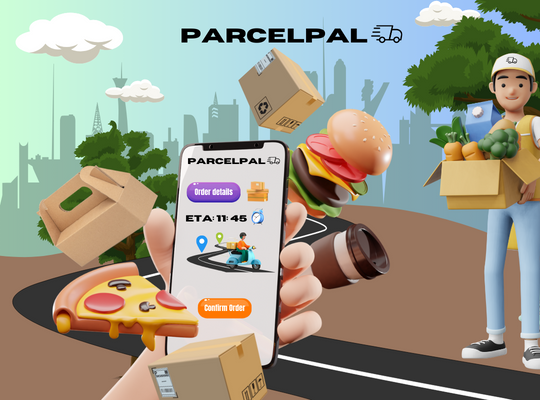 PARCELPAL
PARCELPAL
Order details
ETA: 11:45
Confirm Order